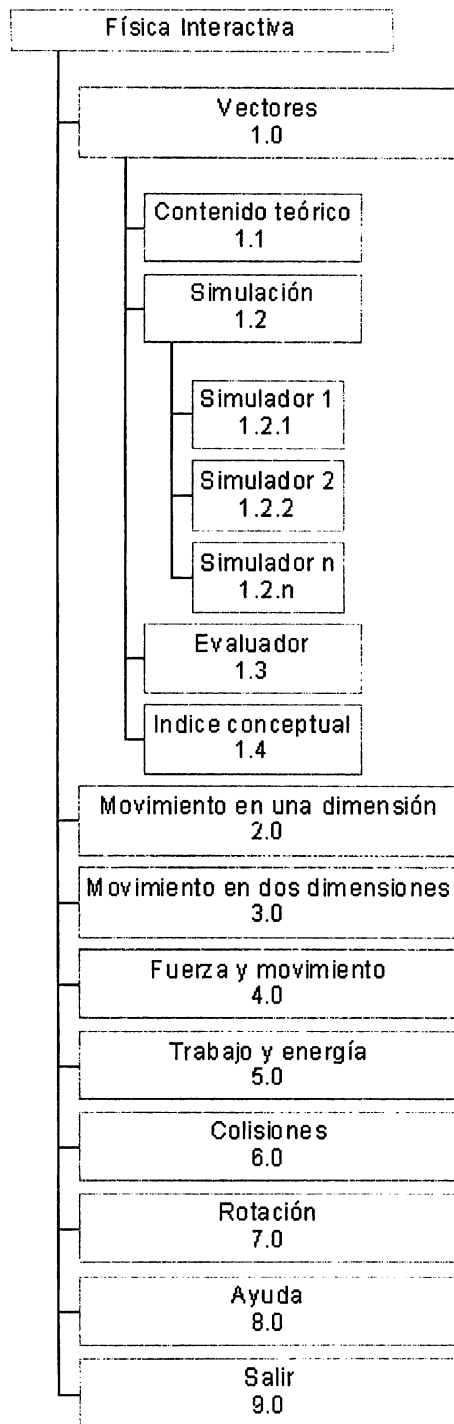 Física Interactiva
Vectores
1.0
Contenido teórico
1.1
Simulación
1.2
Simulador 1
1.2.1
Simulador 2
1.2.2
Simulador n
1.2.n
Evaluador
1.3
Indice conceptual
1.4
Movimiento en una dimensión
2.0
Movimiento en dos dimensiones
3.0
Fuerza y movimiento
4.0
Trabajo y energía
5.0
Colisiones
6.0
Rotación
7.0
Ayuda
8.0
Salir
9.0